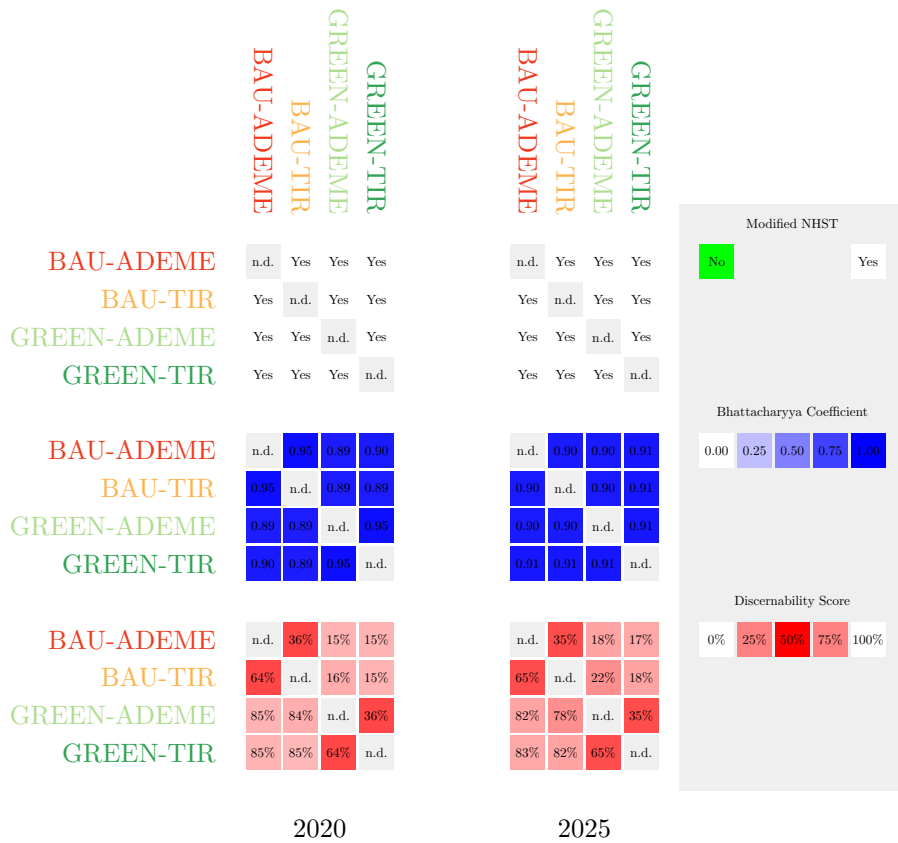 BAU-ADEME BAU-TIR GREEN-ADEME GREEN-TIR BAU-ADEME BAU-TIR GREEN-ADEME GREEN-TIR
Modified NHST
BAU-ADEME n.d. Yes Yes Yes n.d. Yes Yes Yes No Yes
BAU-TIR Yes n.d. Yes Yes Yes n.d. Yes Yes
GREEN-ADEME Yes Yes n.d. Yes Yes Yes n.d. Yes
GREEN-TIR Yes Yes Yes n.d. Yes Yes Yes n.d.
Bhattacharyya Coefficient
BAU-ADEME n.d. 0.95 0.89 0.90 n.d. 0.90 0.90 0.91 0.00 0.25 0.50 0.75 1.00
BAU-TIR 0.95 n.d. 0.89 0.89 0.90 n.d. 0.90 0.91
GREEN-ADEME 0.89 0.89 n.d. 0.95 0.90 0.90 n.d. 0.91
GREEN-TIR 0.90 0.89 0.95 n.d. 0.91 0.91 0.91 n.d.
Discernability Score
BAU-ADEME n.d. 36% 15% 15% n.d. 35% 18% 17% 0% 25% 50% 75% 100%
BAU-TIR 64% n.d. 16% 15% 65% n.d. 22% 18%
GREEN-ADEME 85% 84% n.d. 36% 82% 78% n.d. 35%
GREEN-TIR 85% 85% 64% n.d. 83% 82% 65% n.d.
2020 2025